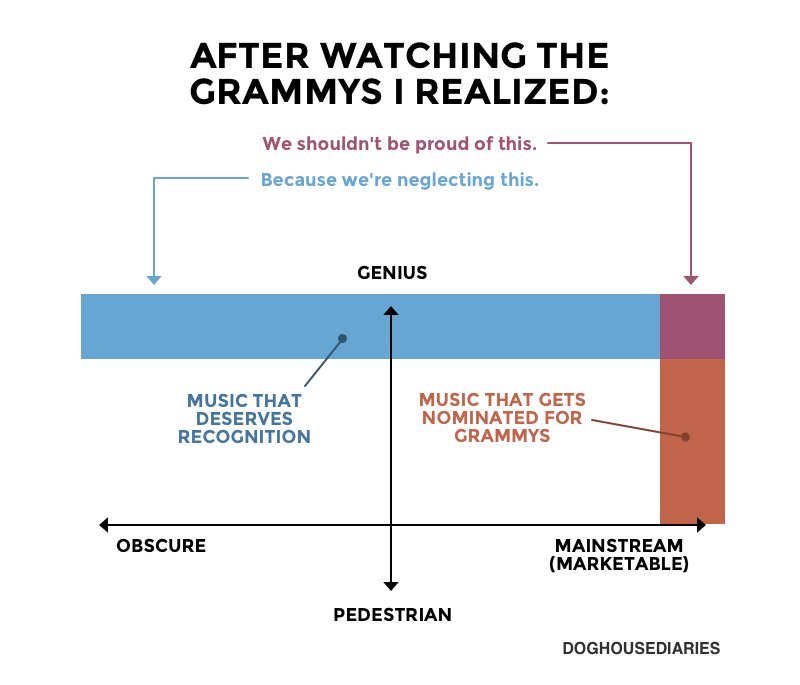 AFTER WATCHING THE
GRAMMYS I REALIZED:
We shouldn't be proud of this.
Because we're neglecting this.
GENIUS
MUSIC THAT
DESERVES
RECOGNITION
MUSIC THAT GETS
NOMINATED FOR
GRAMMYS
OBSCURE
MAINSTREAM
(MARKETABLE)
PEDESTRIAN
DOGHOUSEDIARIES